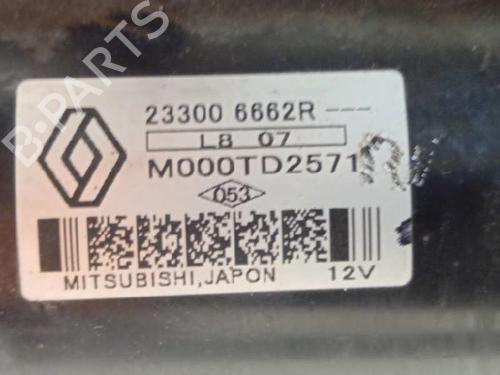 23300 6662R ---
L8 07
M000TD2571
053
MITSUBISHI,JAPON 12V
B-PARTS